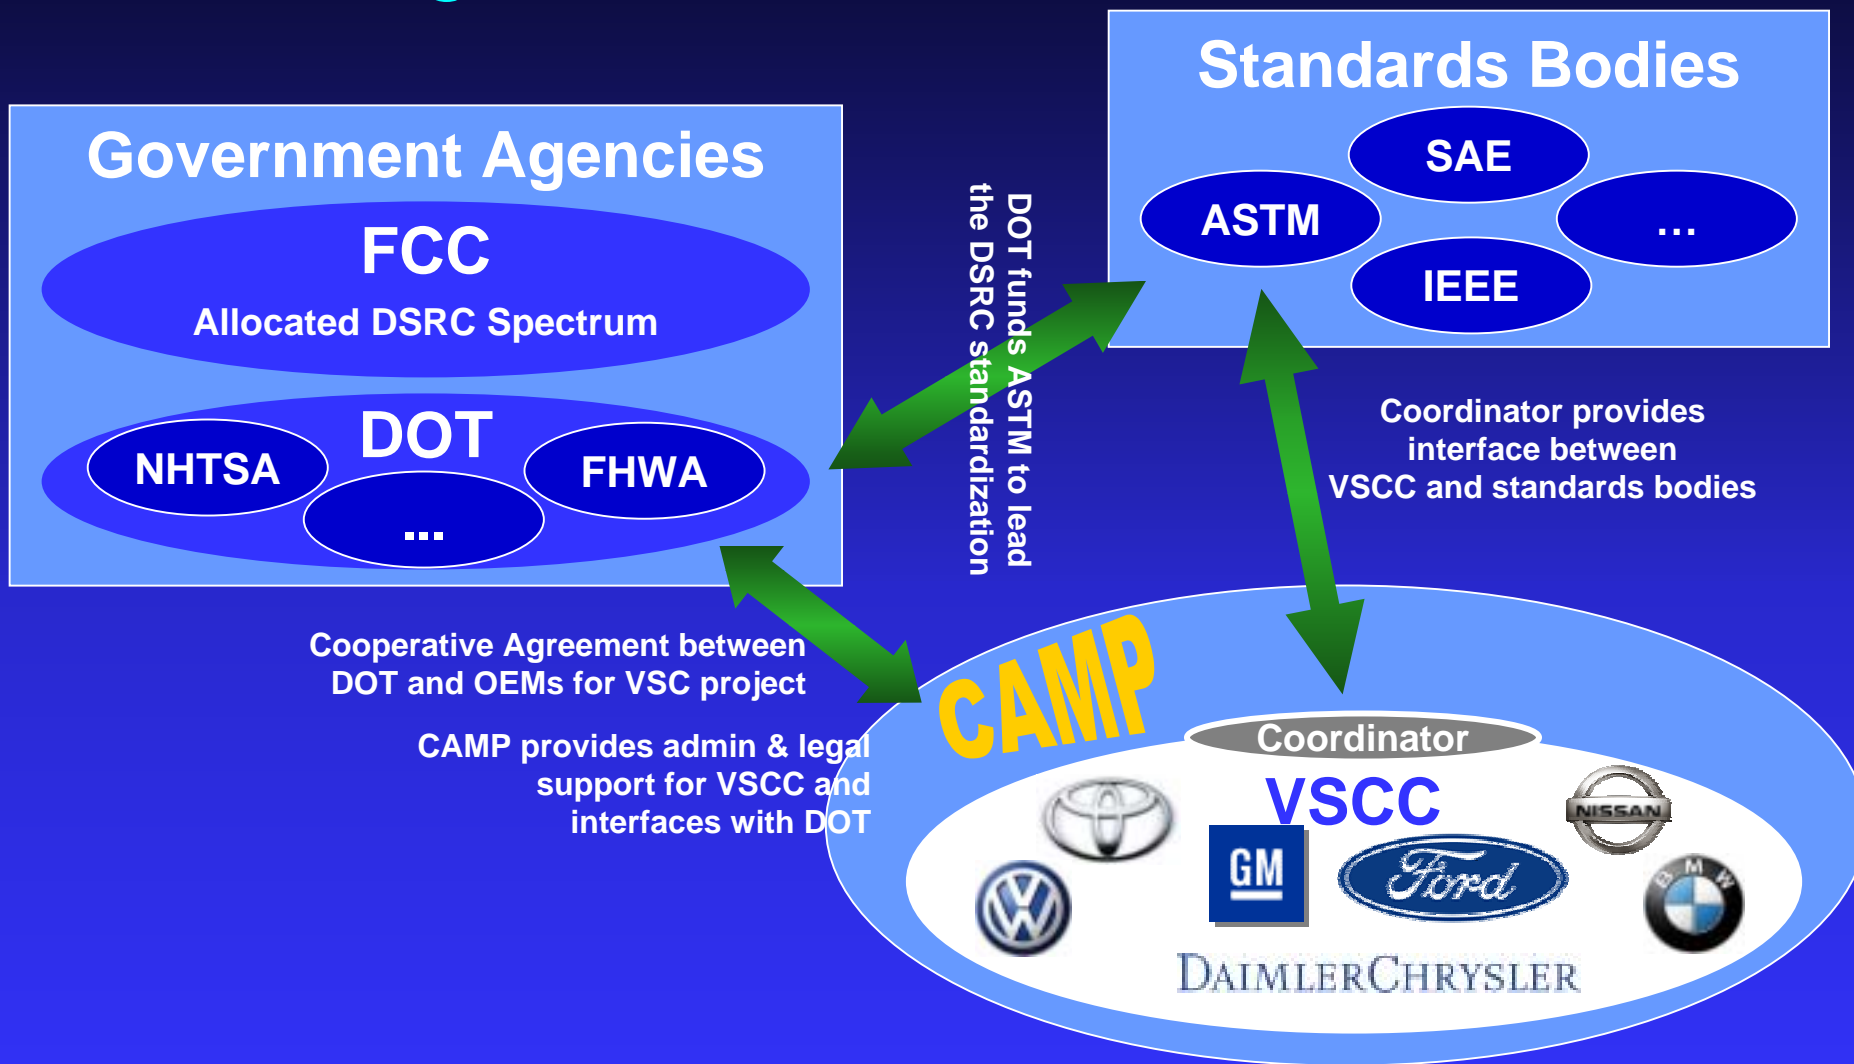 Government Agencies
FCC
Allocated DSRC Spectrum
DOT
NHTSA
FHWA
...
Standards Bodies
SAE
ASTM
...
IEEE
DOT funds ASTM to lead
the DSRC standardization
Coordinator provides
interface between
VSCC and standards bodies
Cooperative Agreement between
DOT and OEMs for VSC project
CAMP provides admin & legal
support for VSCC and
interfaces with DOT
CAMP
Coordinator
VSCC
NISSAN
GM
Ford
VW
BMW
DAIMLERCHRYSLER